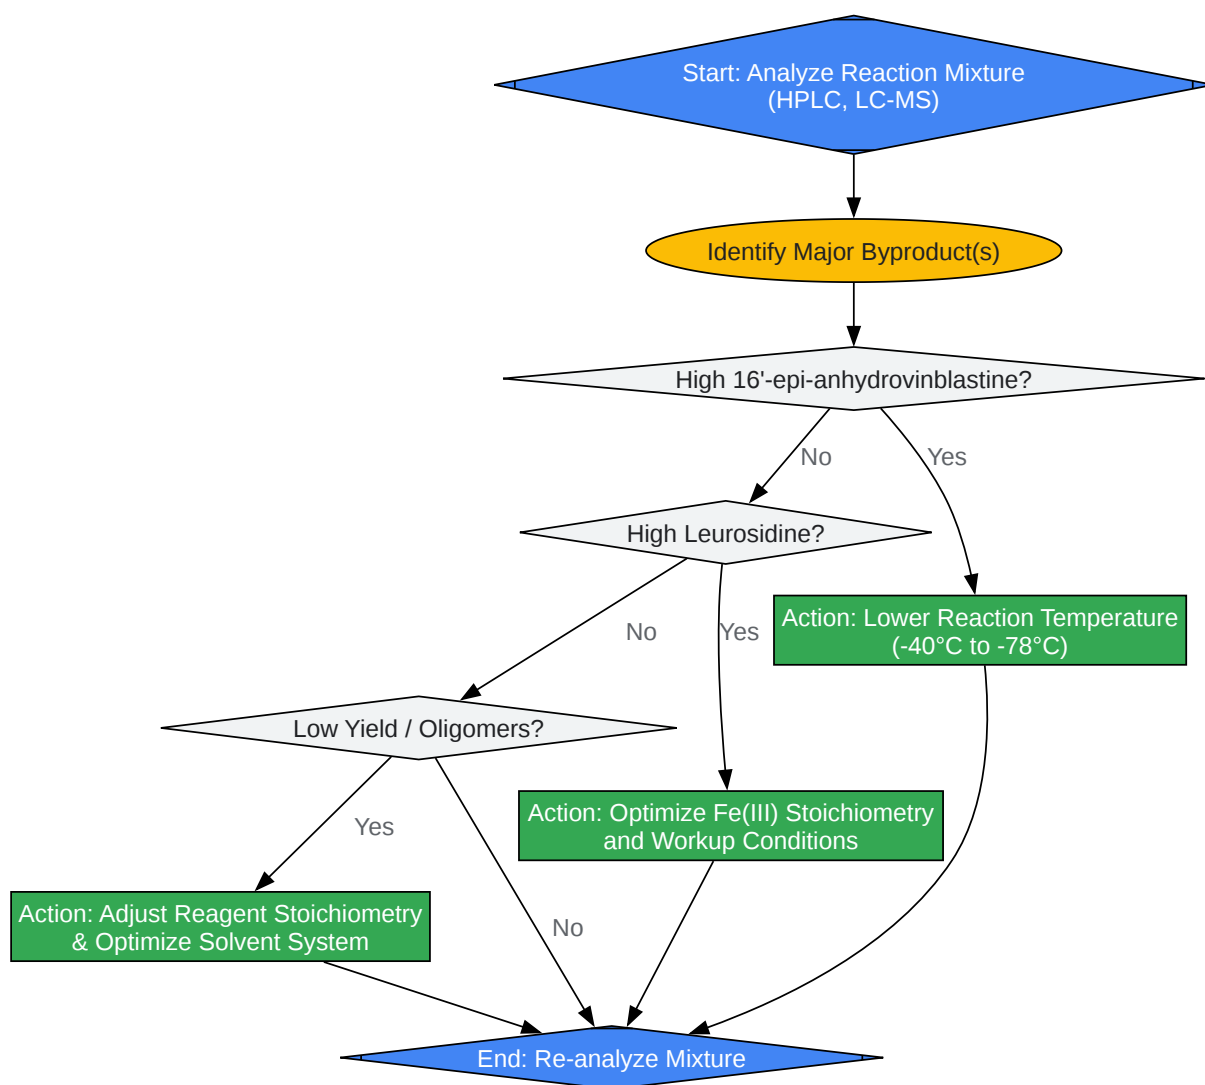 Start: Analyze Reaction Mixture
(HPLC, LC-MS)
Identify Major Byproduct(s)
High 16'-epi-anhydrovinblastine?
No
Yes
High Leurosidine?
Action: Lower Reaction Temperature
(-40°C to -78°C)
No
Yes
Low Yield / Oligomers?
Action: Optimize Fe(III) Stoichiometry
and Workup Conditions
Yes
Action: Adjust Reagent Stoichiometry
& Optimize Solvent System
No
End: Re-analyze Mixture